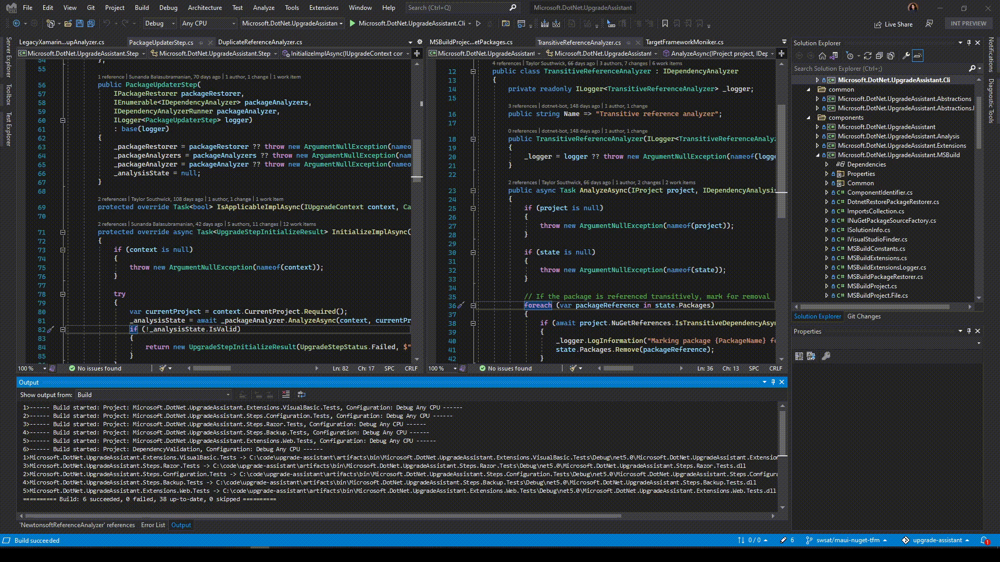 File Edit View Git Project Build Debug Architecture Test Analyze Tools Extensions Window Help Search (Ctrl+Q) Microsoft.DotNet.UpgradeAssistant
Debug Any CPU Microsoft.DotNet.UpgradeAssistan Microsoft.DotNet.UpgradeAssistant.Cli Live Share INT PREVIEW
Server Explorer
Toolbox
Test Explorer
LegacyXamarin...upAnalyzer.cs PackageUpdaterStep.cs DuplicateReferenceAnalyzer.cs
Microsoft.DotNet.UpgradeAssistant.Step Microsoft.DotNet.UpgradeAssistant.Step InitializeImplAsync(IUpgradeContext cor
54 },
55
1 reference | Sunanda Balasubramanian, 70 days ago | 1 author, 1 change | 1 work item
56 public PackageUpdaterStep(
57 IPackageRestorer packageRestorer,
58 IEnumerable<IDependencyAnalyzer> packageAnalyzers,
59 IDependencyAnalyzerRunner packageAnalyzer,
60 ILogger<PackageUpdaterStep> logger)
61 : base(logger)
62 {
63 _packageRestorer = packageRestorer ?? throw new ArgumentNullException(nameo
64 _packageAnalyzers = packageAnalyzers ?? throw new ArgumentNullException(nam
65 _packageAnalyzer = packageAnalyzer ?? throw new ArgumentNullException(nameo
66 _analysisState = null;
67 }
68
2 references | Taylor Southwick, 108 days ago | 1 author, 1 change | 1 work item
69 protected override Task<bool> IsApplicableImplAsync(IUpgradeContext context, Ca
70
2 references | Sunanda Balasubramanian, 42 days ago | 5 authors, 11 changes | 12 work items
71 protected override async Task<UpgradeStepInitializeResult> InitializeImplAsync(
72 {
73 if (context is null)
74 {
75 throw new ArgumentNullException(nameof(context));
76 }
77
78 try
79 {
80 var currentProject = context.CurrentProject.Required();
81 _analysisState = await _packageAnalyzer.AnalyzeAsync(context, currentPr
82 if (!_analysisState.IsValid)
83 {
84 return new UpgradeStepInitializeResult(UpgradeStepStatus.Failed, $"
85 }
100 % No issues found Ln: 82 Ch: 17 SPC CRLF
MSBuildProjec...etPackages.cs TransitiveReferenceAnalyzer.cs TargetFrameworkMoniker.cs
Microsoft.DotNet.UpgradeAssistant Microsoft.DotNet.UpgradeAssistant AnalyzeAsync(IProject project, IDep
4 references | Taylor Southwick, 66 days ago | 3 authors, 7 changes | 6 work items
12 public class TransitiveReferenceAnalyzer : IDependencyAnalyzer
13 {
14 private readonly ILogger<TransitiveReferenceAnalyzer> _logger;
15
3 references | dotnet-bot, 148 days ago | 1 author, 1 change
16 public string Name => "Transitive reference analyzer";
17
0 references | dotnet-bot, 148 days ago | 1 author, 1 change
18 public TransitiveReferenceAnalyzer(ILogger<TransitiveReferenceAnalyz
19 {
20 _logger = logger ?? throw new ArgumentNullException(nameof(logge
21 }
22
2 references | Taylor Southwick, 66 days ago | 1 author, 2 changes | 2 work items
23 public async Task AnalyzeAsync(IProject project, IDependencyAnalysis
24 {
25 if (project is null)
26 {
27 throw new ArgumentNullException(nameof(project));
28 }
29
30 if (state is null)
31 {
32 throw new ArgumentNullException(nameof(state));
33 }
34
35 // If the package is referenced transitively, mark for removal
36 foreach (var packageReference in state.Packages)
37 {
38 if (await project.NuGetReferences.IsTransitiveDependencyAsyn
39 {
40 _logger.LogInformation("Marking package {PackageName} fo
41 state.Packages.Remove(packageReference);
42 }
100 % No issues found Ln: 36 Ch: 13 SPC CRLF
Solution Explorer
Search Solution Explorer (Ctrl+;)
Microsoft.DotNet.UpgradeAssistant.Cli
common
Microsoft.DotNet.UpgradeAssistant.Abstractions
Microsoft.DotNet.UpgradeAssistant.Abstractions.
components
Microsoft.DotNet.UpgradeAssistant
Microsoft.DotNet.UpgradeAssistant.Analysis
Microsoft.DotNet.UpgradeAssistant.Extensions
Microsoft.DotNet.UpgradeAssistant.MSBuild
Dependencies
Properties
Common
C# ComponentIdentifier.cs
C# DotnetRestorePackageRestorer.cs
C# ImportsCollection.cs
C# INuGetPackageSourceFactory.cs
C# ISolutionInfo.cs
C# IVisualStudioFinder.cs
C# MSBuildConstants.cs
C# MSBuildExtensions.cs
C# MSBuildExtensionsLogger.cs
C# MSBuildPackageRestorer.cs
C# MSBuildProject.cs
C# MSBuildProject.File.cs
Solution Explorer Git Changes
Properties
Notifications
Diagnostic Tools
Output
Show output from: Build
1>------ Build started: Project: Microsoft.DotNet.UpgradeAssistant.Extensions.VisualBasic.Tests, Configuration: Debug Any CPU ------
2>------ Build started: Project: Microsoft.DotNet.UpgradeAssistant.Steps.Configuration.Tests, Configuration: Debug Any CPU ------
3>------ Build started: Project: Microsoft.DotNet.UpgradeAssistant.Steps.Razor.Tests, Configuration: Debug Any CPU ------
4>------ Build started: Project: Microsoft.DotNet.UpgradeAssistant.Steps.Backup.Tests, Configuration: Debug Any CPU ------
5>------ Build started: Project: Microsoft.DotNet.UpgradeAssistant.Extensions.Web.Tests, Configuration: Debug Any CPU ------
6>------ Build started: Project: DependencyValidation, Configuration: Debug Any CPU ------
1>Microsoft.DotNet.UpgradeAssistant.Extensions.VisualBasic.Tests -> C:\code\upgrade-assistant\artifacts\bin\Microsoft.DotNet.UpgradeAssistant.Extensions.VisualBasic.Tests\Debug\net5.0\Microsoft.DotNet.UpgradeAssistant.Extension
3>Microsoft.DotNet.UpgradeAssistant.Steps.Razor.Tests -> C:\code\upgrade-assistant\artifacts\bin\Microsoft.DotNet.UpgradeAssistant.Steps.Razor.Tests\Debug\net5.0\Microsoft.DotNet.UpgradeAssistant.Steps.Razor.Tests.dll
2>Microsoft.DotNet.UpgradeAssistant.Steps.Configuration.Tests -> C:\code\upgrade-assistant\artifacts\bin\Microsoft.DotNet.UpgradeAssistant.Steps.Configuration.Tests\Debug\net5.0\Microsoft.DotNet.UpgradeAssistant.Steps.Configura
4>Microsoft.DotNet.UpgradeAssistant.Steps.Backup.Tests -> C:\code\upgrade-assistant\artifacts\bin\Microsoft.DotNet.UpgradeAssistant.Steps.Backup.Tests\Debug\net5.0\Microsoft.DotNet.UpgradeAssistant.Steps.Backup.Tests.dll
5>Microsoft.DotNet.UpgradeAssistant.Extensions.Web.Tests -> C:\code\upgrade-assistant\artifacts\bin\Microsoft.DotNet.UpgradeAssistant.Extensions.Web.Tests\Debug\net5.0\Microsoft.DotNet.UpgradeAssistant.Extensions.Web.Tests.dll
========== Build: 6 succeeded, 0 failed, 38 up-to-date, 0 skipped ==========
'NewtonsoftReferenceAnalyzer' references Error List Output
Build succeeded 0 / 0 6 swsat/maui-nuget-tfm upgrade-assistant 1